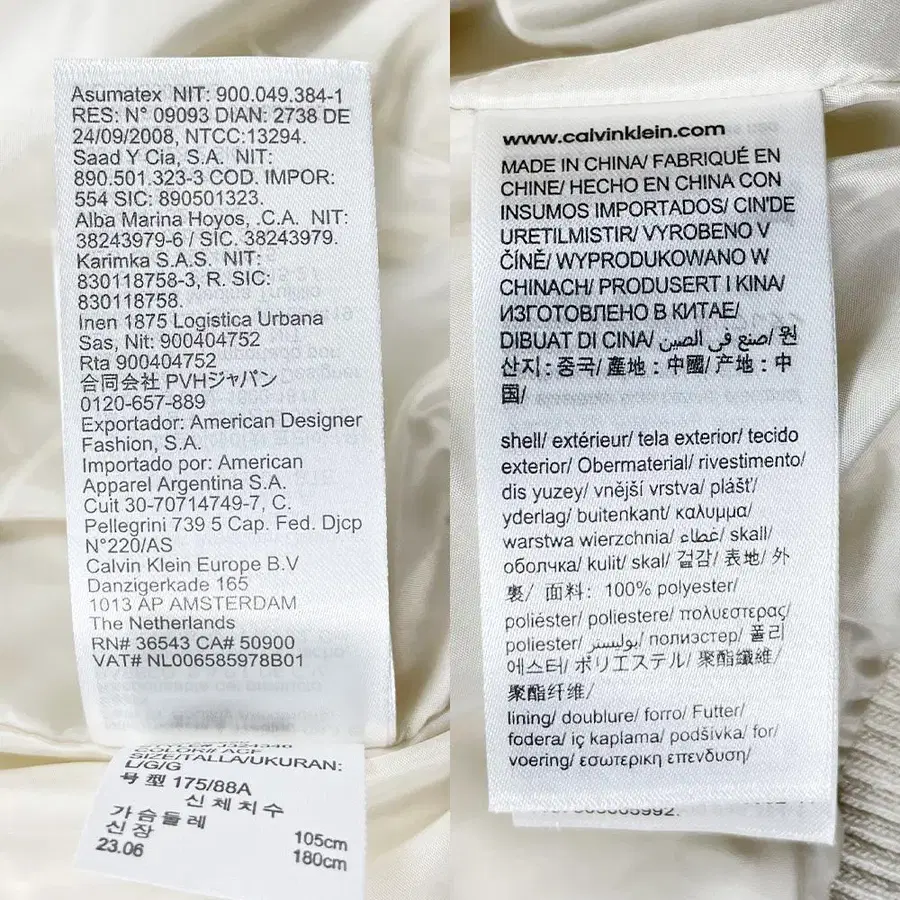 Asumatex NIT: 900.049.384-1
RES: N° 09093 DIAN: 2738 DE
24/09/2008, NTCC:13294.
Saad Y Cia, S.A. NIT:
890.501.323-3 COD. IMPOR:
554 SIC: 890501323.
Alba Marina Hoyos, .C.A. NIT:
38243979-6 / SIC. 38243979.
Karimka S.A.S. NIT:
830118758-3, R. SIC:
830118758.
Inen 1875 Logistica Urbana
Sas, Nit: 900404752
Rta 900404752
合同会社 PVHジャパン
0120-657-889
Exportador: American Designer
Fashion, S.A.
Importado por: American
Apparel Argentina S.A.
Cuit 30-70714749-7, C.
Pellegrini 739 5 Cap. Fed. Djcp
N°220/AS
Calvin Klein Europe B.V
Danzigerkade 165
1013 AP AMSTERDAM
The Netherlands
RN# 36543 CA# 50900
VAT# NL006585978B01
SIZE/TALLA/UKURAN:
L/G/G
号型 175/88A
신체치수
가슴둘레 105cm
신장 180cm
23.06
www.calvinklein.com
MADE IN CHINA/ FABRIQUÉ EN
CHINE/ HECHO EN CHINA CON
INSUMOS IMPORTADOS/ CIN'DE
URETILMISTIR/ VYROBENO V
ČÍNĚ/ WYPRODUKOWANO W
CHINACH/ PRODUSERT I KINA/
ИЗГОТОВЛЕНО В КИТАЕ/
DIBUAT DI CINA/ صنع في الصين/ 원
산지 : 중국/ 產地 : 中國/ 产地 : 中
国/
shell/ extérieur/ tela exterior/ tecido
exterior/ Obermaterial/ rivestimento/
dis yuzey/ vnější vrstva/ plášť/
yderlag/ buitenkant/ καλυμμα/
warstwa wierzchnia/ غطاء/ skall/
оболчка/ kulit/ skal/ 겉감/ 表地/ 外
裏/ 面料: 100% polyester/
poliéster/ poliestere/ πολυεστερας/
poliester/ بوليستر/ полиэстер/ 폴리
에스터/ ポリエステル/ 聚酯纖維/
聚酯纤维/
lining/ doublure/ forro/ Futter/
fodera/ iç kaplama/ podšívka/ for/
voering/ εσωτερικη επενδυση/